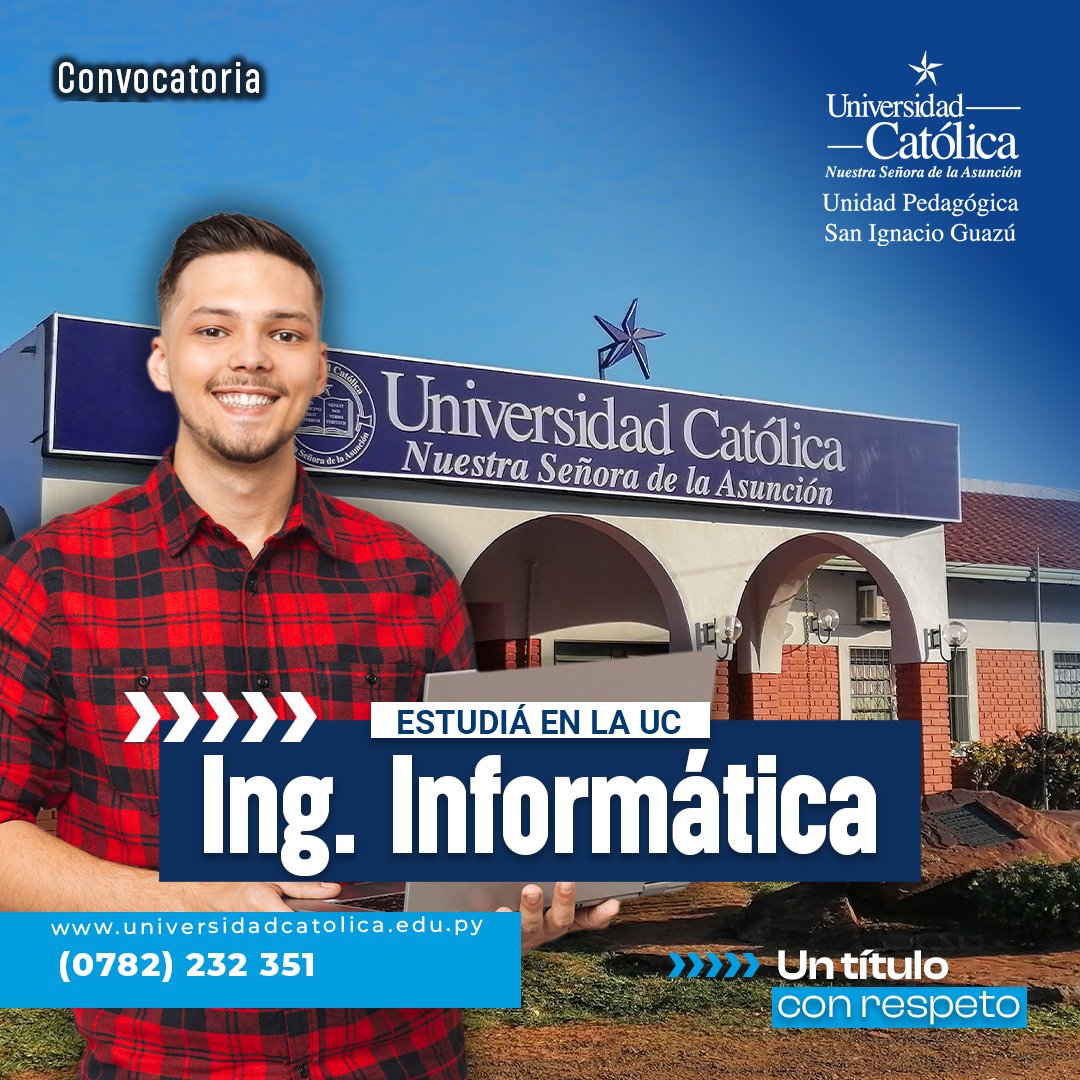 Convocatoria
Universidad
Católica
Nuestra Señora de la Asunción
Unidad Pedagógica
San Ignacio Guazú
Universidad Católica
Nuestra Señora de la Asunción
ESTUDIÁ EN LA UC
Ing. Informática
www.universidadcatolica.edu.py
(0782) 232 351
Un título
con respeto